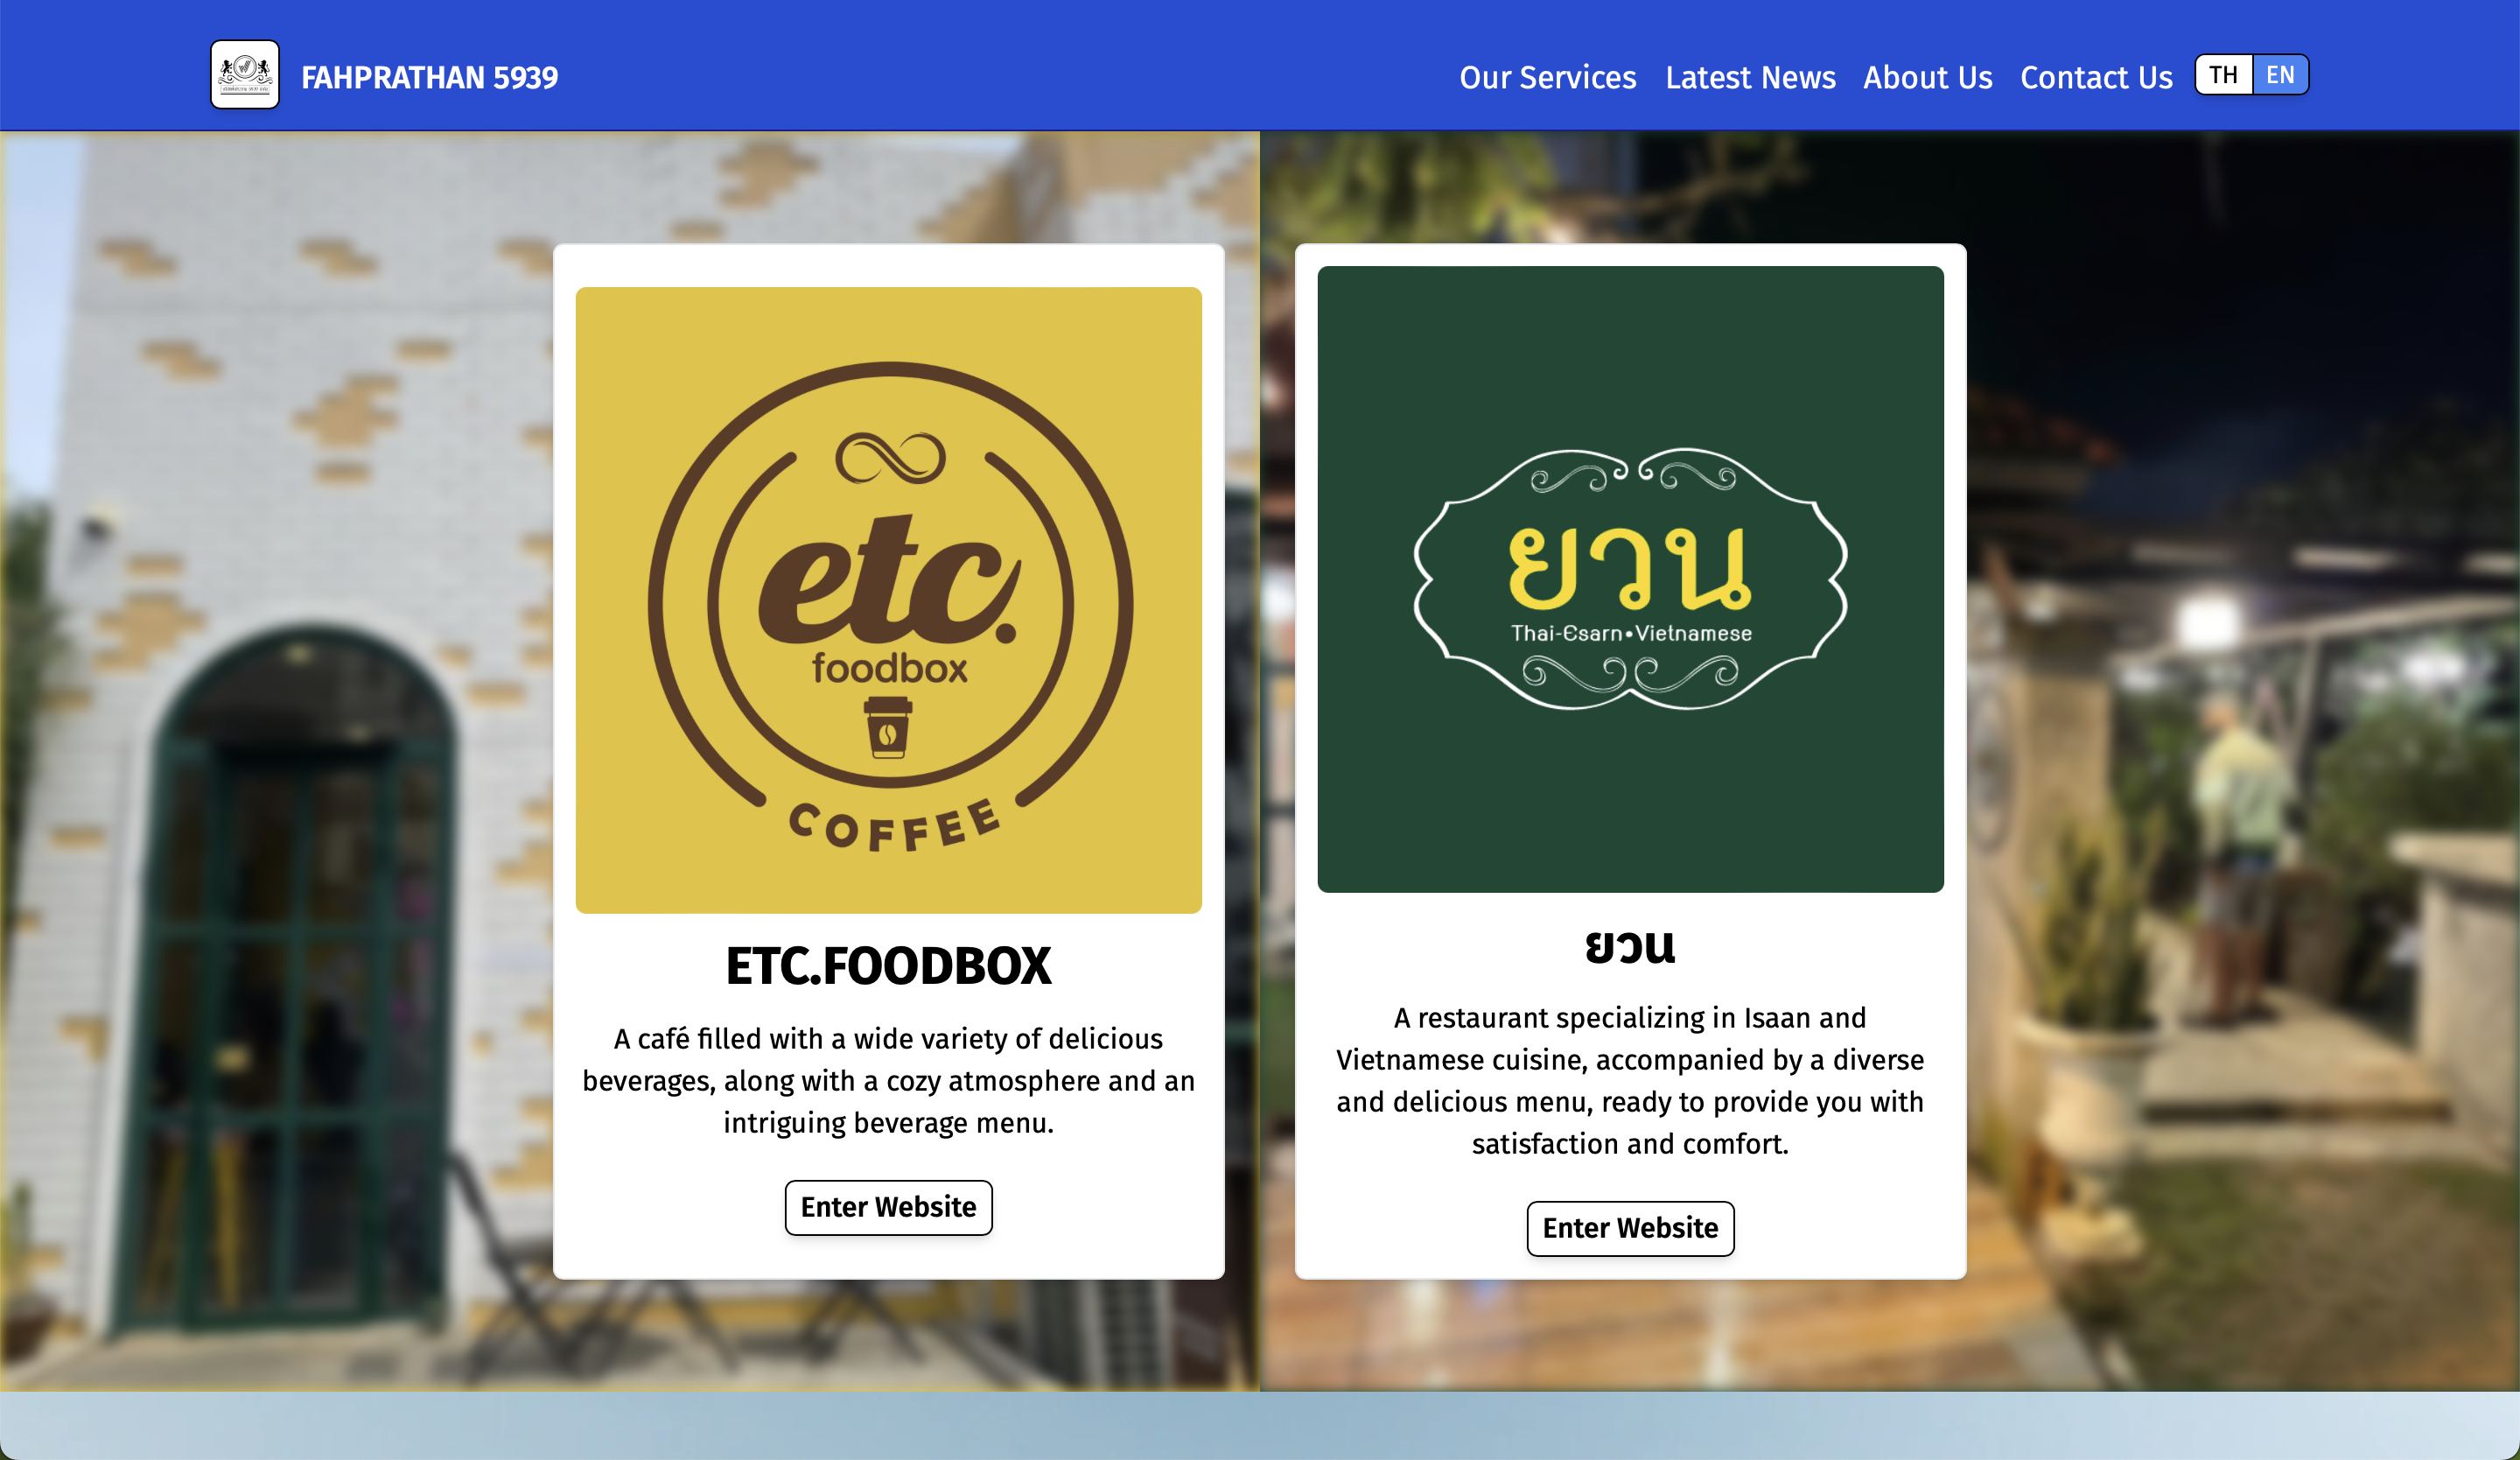 FAHPRATHAN 5939
Our Services Latest News About Us Contact Us TH EN
etc.
foodbox
COFFEE
ETC.FOODBOX
A café filled with a wide variety of delicious
beverages, along with a cozy atmosphere and an
intriguing beverage menu.
Enter Website
ยวน
Thai-Esarn•Vietnamese
ยวน
A restaurant specializing in Isaan and
Vietnamese cuisine, accompanied by a diverse
and delicious menu, ready to provide you with
satisfaction and comfort.
Enter Website